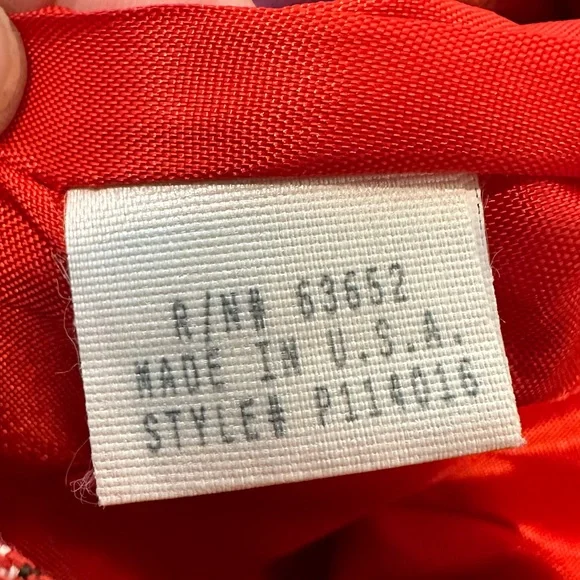 R/N# 63652
MADE IN U.S.A.
STYLE# P114016